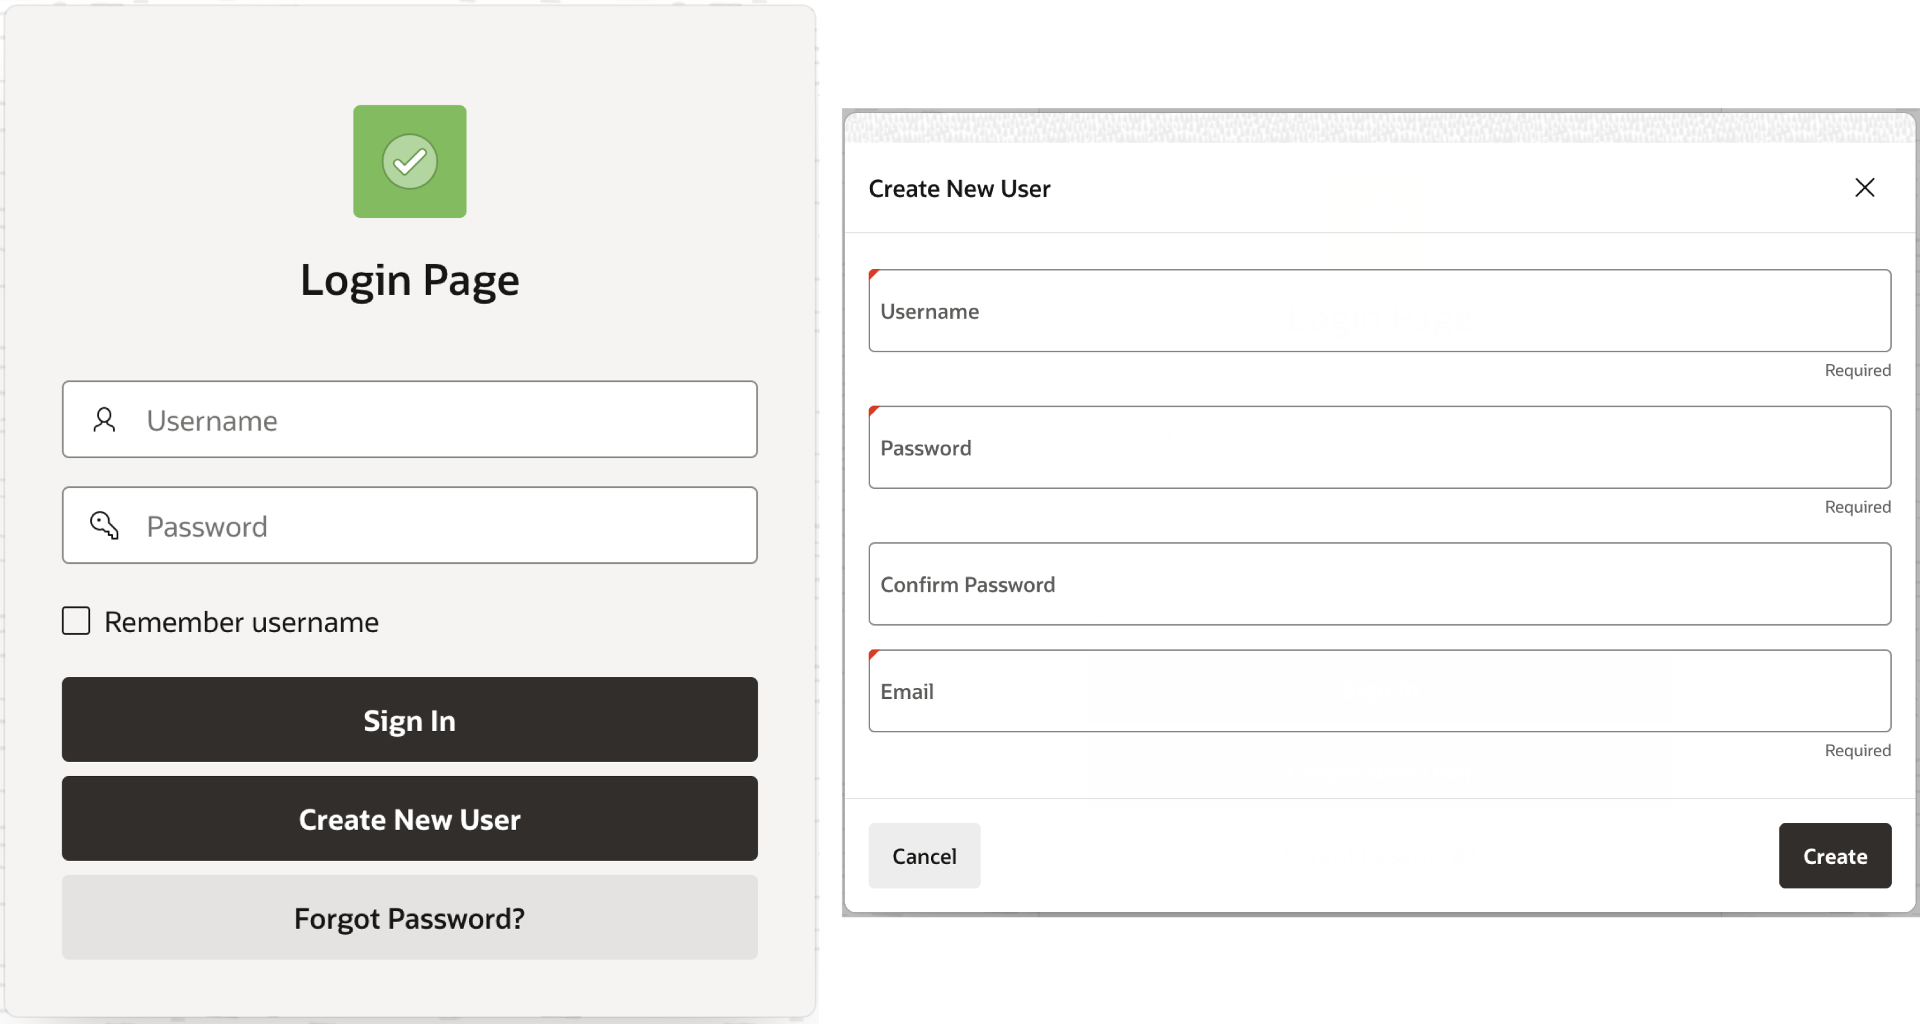 Login Page
Username
Password
Remember username
Sign In
Create New User
Forgot Password?
Create New User
Username
Required
Password
Required
Confirm Password
Email
Required
Cancel
Create